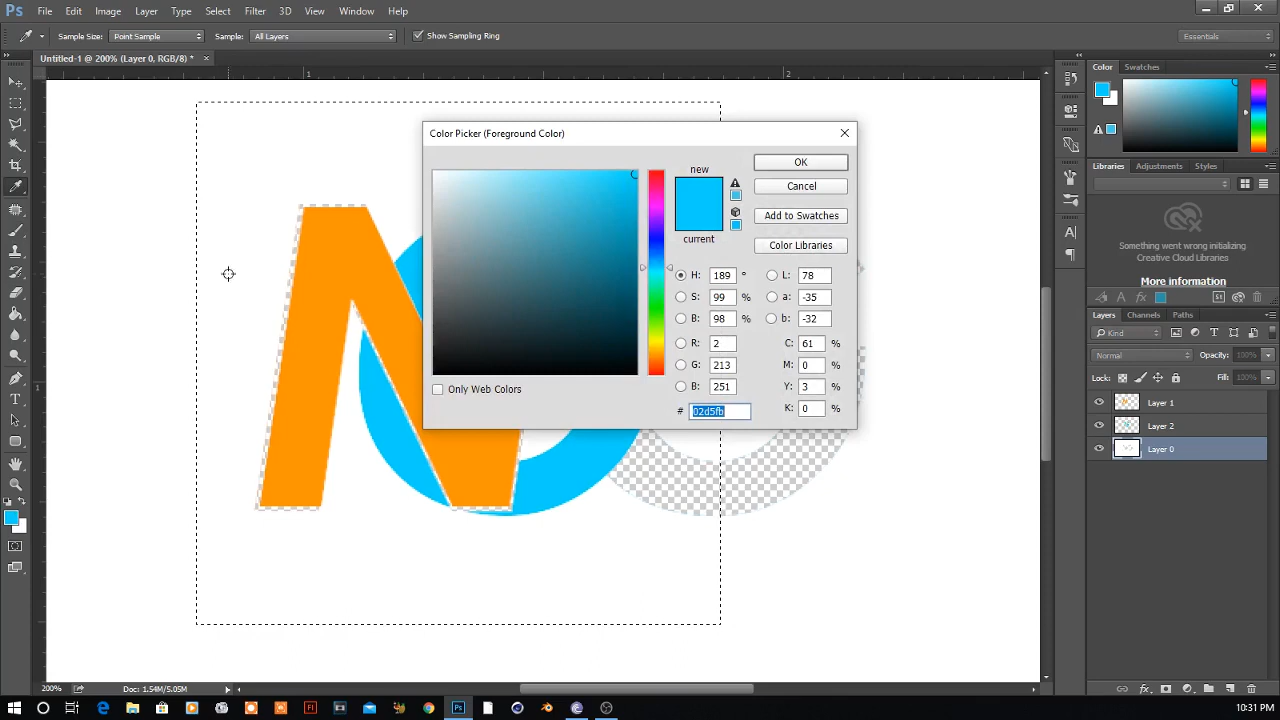 Ps File Edit Image Layer Type Select Filter 3D View Window Help
Sample Size: Point Sample Sample: All Layers Show Sampling Ring Essentials
Untitled-1 @ 200% (Layer 0, RGB/8) * ×
1 2
1
Color Picker (Foreground Color)
new
current
OK
Cancel
Add to Swatches
Color Libraries
H: 189 ° L: 78
S: 99 % a: -35
B: 98 % b: -32
R: 2 C: 61 %
G: 213 M: 0 %
B: 251 Y: 3 %
# 02d5fb K: 0 %
Only Web Colors
Color Swatches
Libraries Adjustments Styles
Something went wrong initializing
Creative Cloud Libraries
More information
Layers Channels Paths
Kind
Normal Opacity: 100%
Lock: Fill: 100%
Layer 1
Layer 2
Layer 0
200% Doc: 1.54M/5.05M
10:31 PM